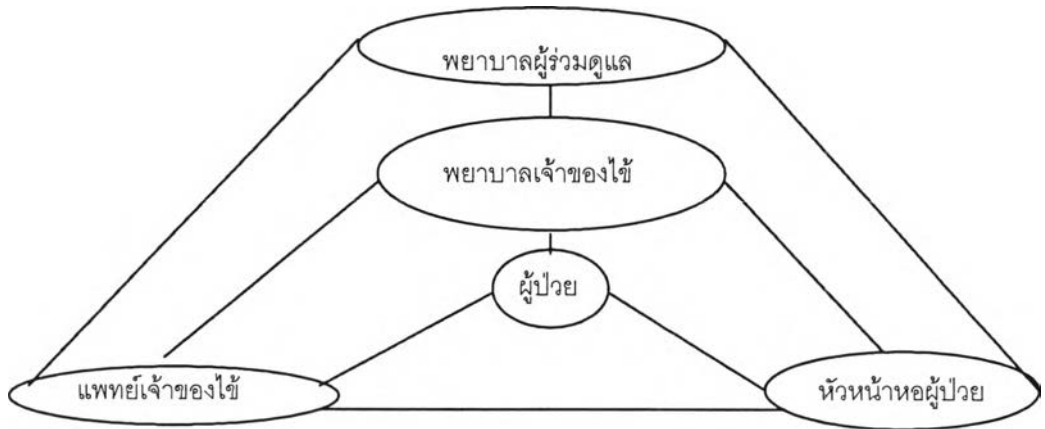 พยาบาลผู้ร่วมดูแล
พยาบาลเจ้าของไข้
ผู้ป่วย
แพทย์เจ้าของไข้
หัวหน้าหอผู้ป่วย